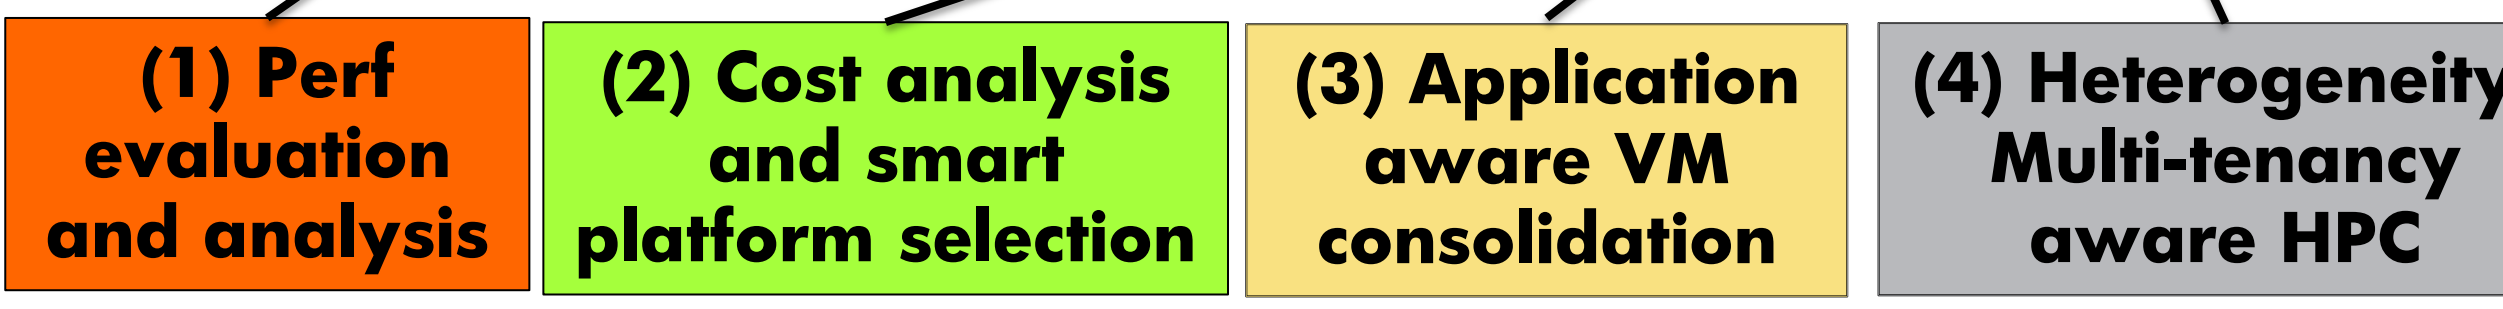 (1) Perf
evaluation
and analysis
(2) Cost analysis
and smart
platform selection
(3) Application
aware VM
consolidation
(4) Heterogeneity
Multi-tenancy
aware HPC